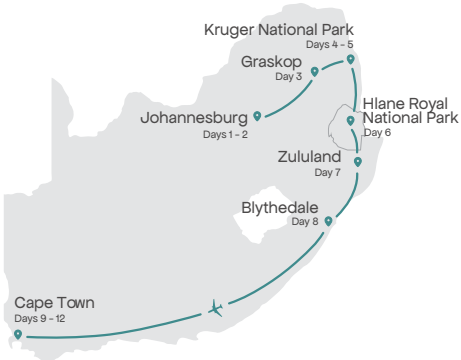 Kruger National Park
Days 4 – 5
Graskop
Day 3
Johannesburg
Days 1 – 2
Hlane Royal
National Park
Day 6
Zululand
Day 7
Blythedale
Day 8
Cape Town
Days 9 – 12